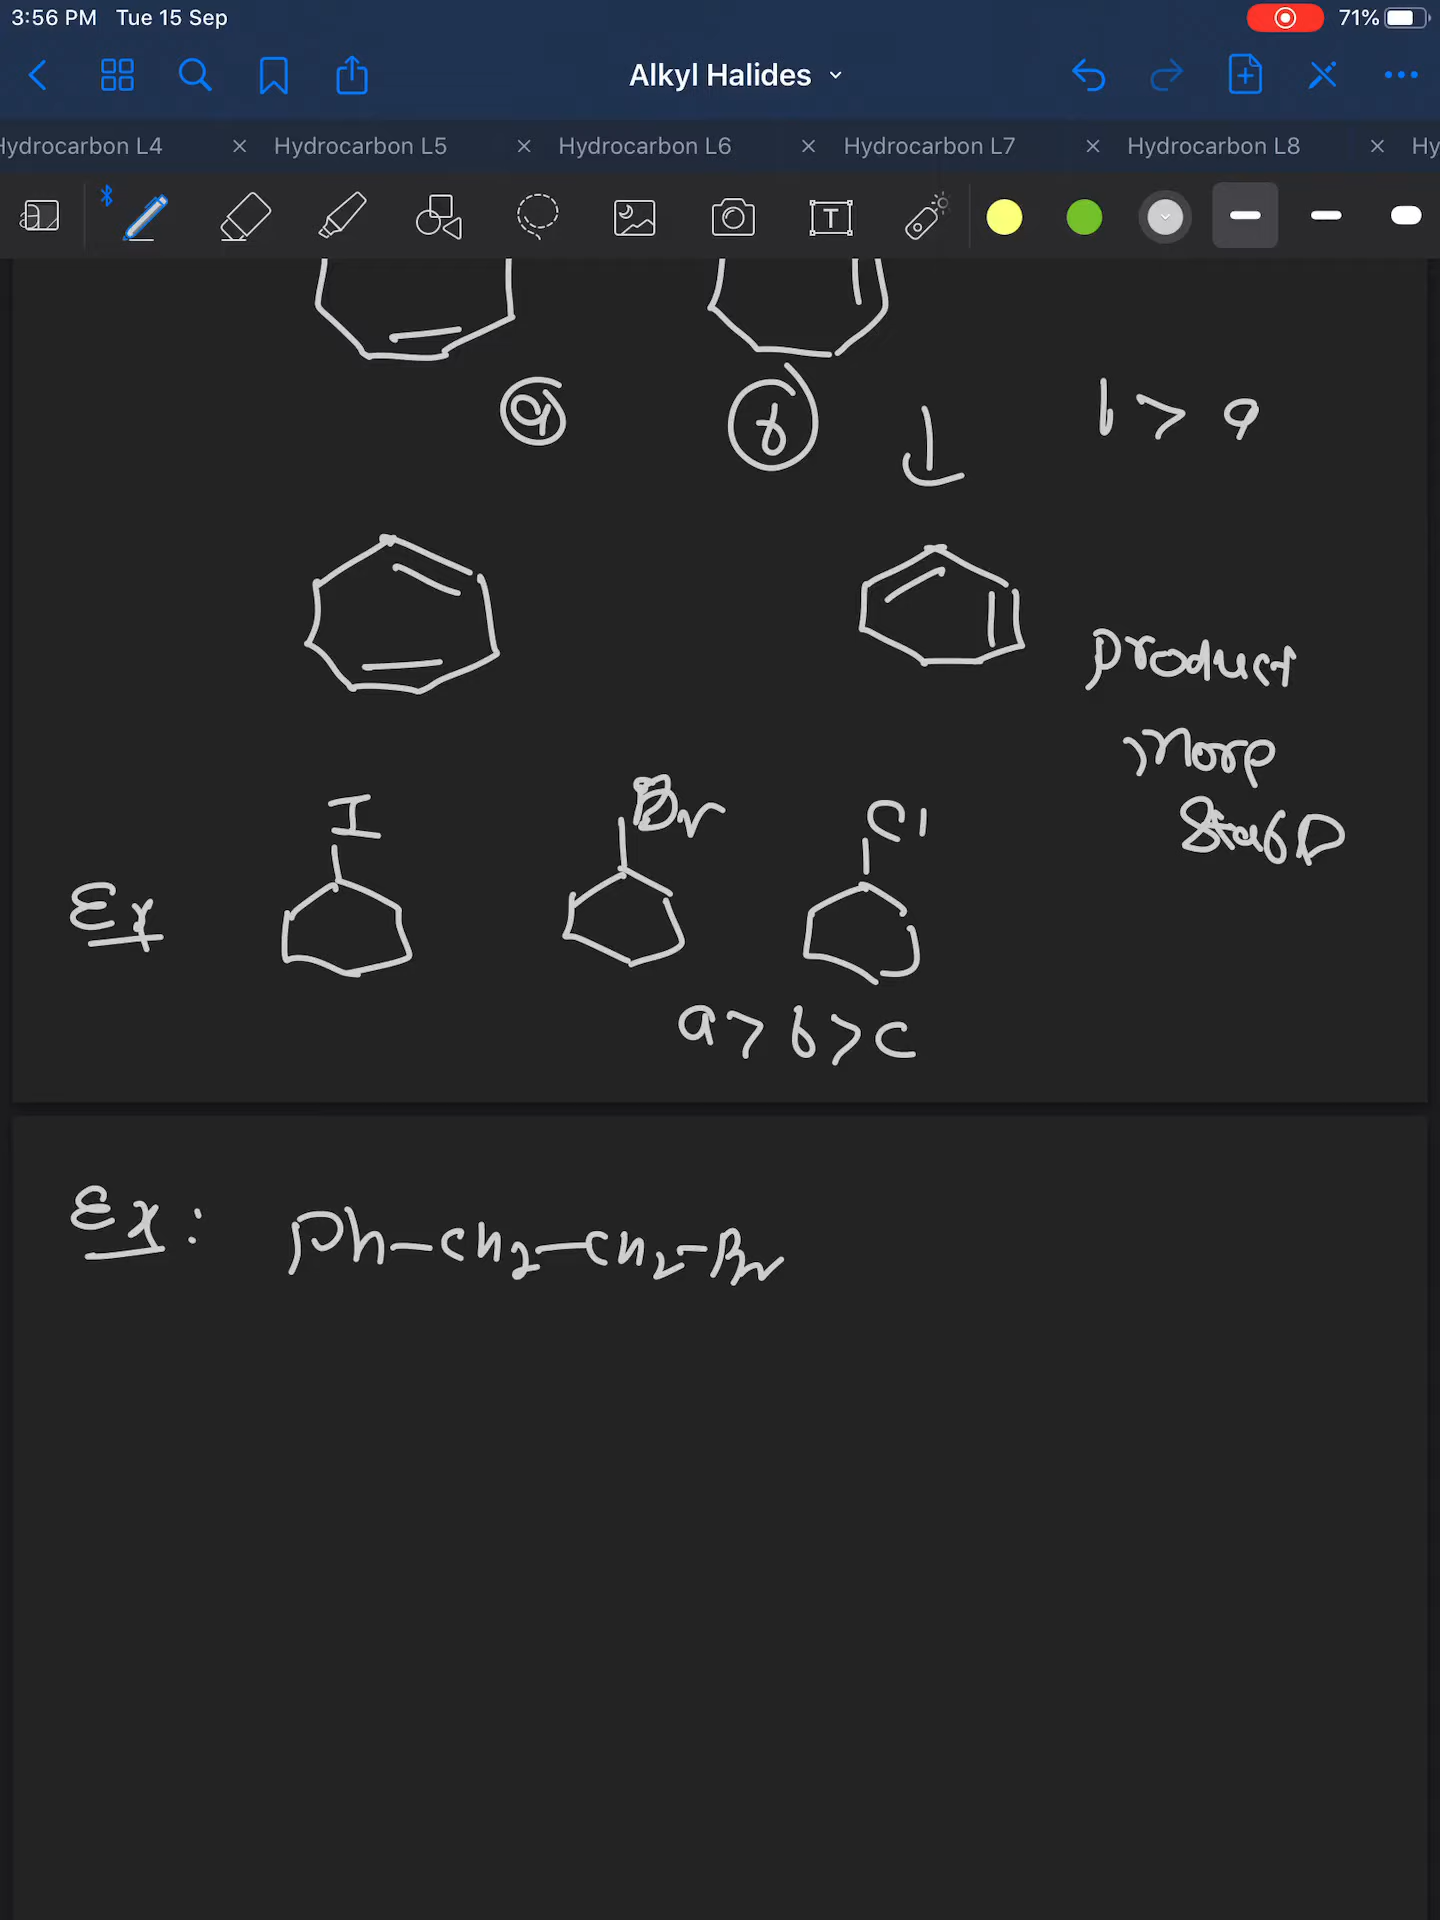 3:56 PM Tue 15 Sep 71%
Alkyl Halides
Hydrocarbon L4 × Hydrocarbon L5 × Hydrocarbon L6 × Hydrocarbon L7 × Hydrocarbon L8 × Hy
T
a b b > a
product
more
Stab
I Br Cl
Ex
a > b > c
Ex: Ph-CH2-CH2-Br